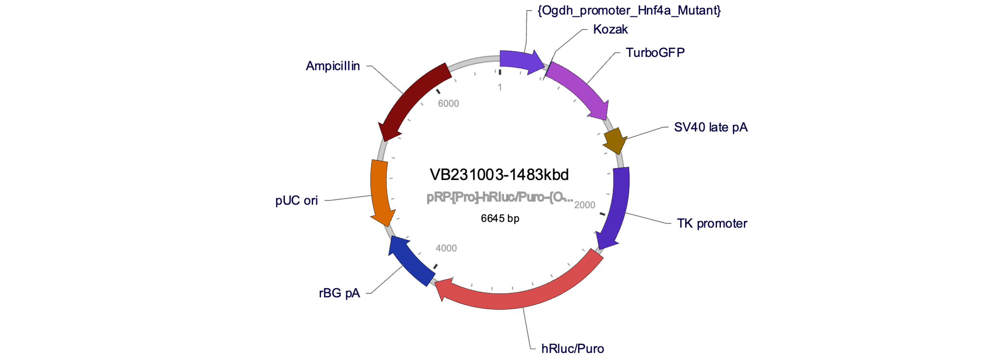 {Ogdh_promoter_Hnf4a_Mutant}
Kozak
TurboGFP
Ampicillin
1
6000
SV40 late pA
VB231003-1483kbd
pRP-[Pro]-hRluc/Puro-{O-...
2000
pUC ori
6645 bp
TK promoter
4000
rBG pA
hRluc/Puro